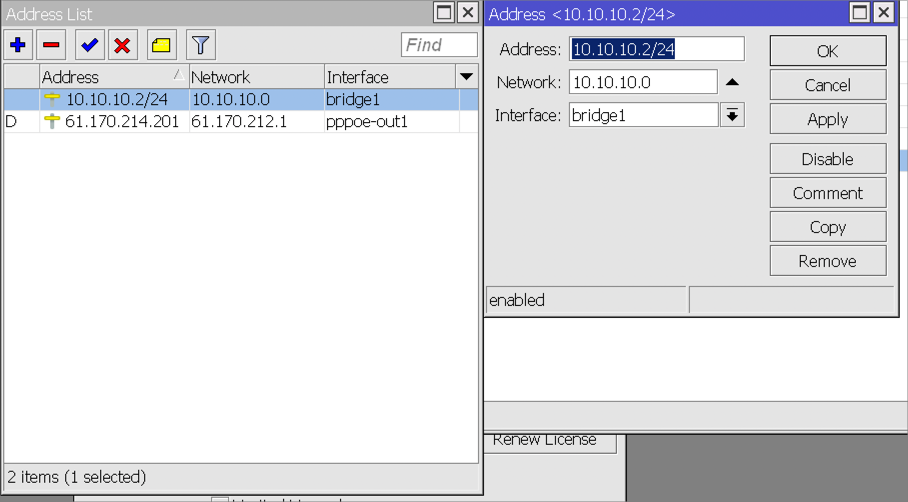 Address List
Find
Address Network Interface
10.10.10.2/24 10.10.10.0 bridge1
D 61.170.214.201 61.170.212.1 pppoe-out1
2 items (1 selected)
Address <10.10.10.2/24>
Address: 10.10.10.2/24
Network: 10.10.10.0
Interface: bridge1
OK
Cancel
Apply
Disable
Comment
Copy
Remove
enabled
Renew License